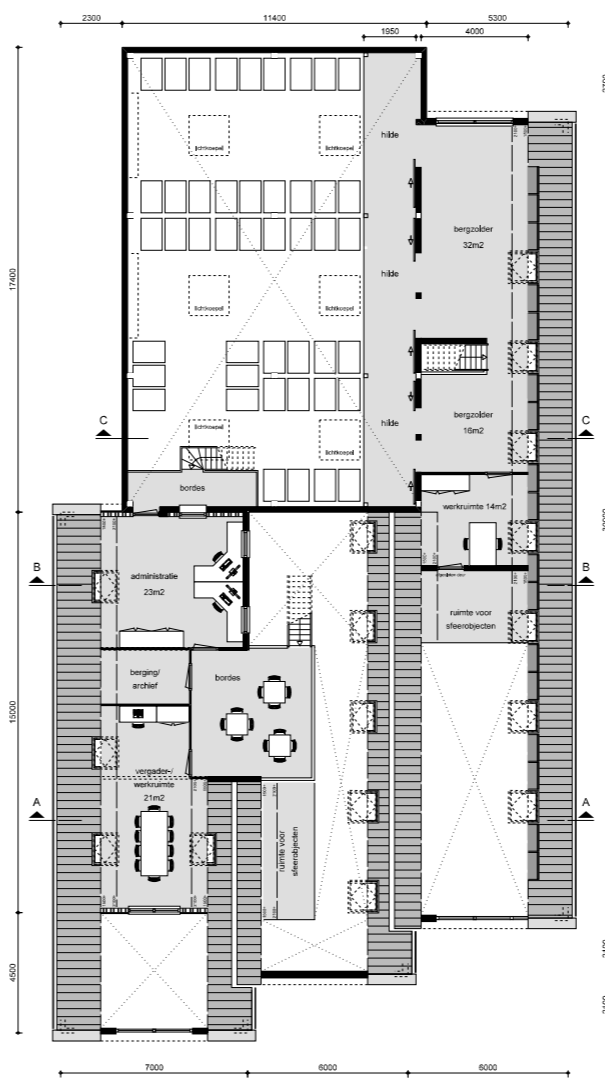 2300
11400
5300
1950
4000
hilde
lichtkoepel
lichtkoepel
bergzolder
32m2
17400
hilde
lichtkoepel
lichtkoepel
C
lichtkoepel
lichtkoepel
hilde
bergzolder
16m2
C
bordes
werkruimte 14m2
B
administratie
23m2
B
ruimte voor
sfeerobjecten
berging/
archief
bordes
15000
vergader-/
werkruimte
21m2
A
A
ruimte voor
sfeerobjecten
4500
7000
6000
6000